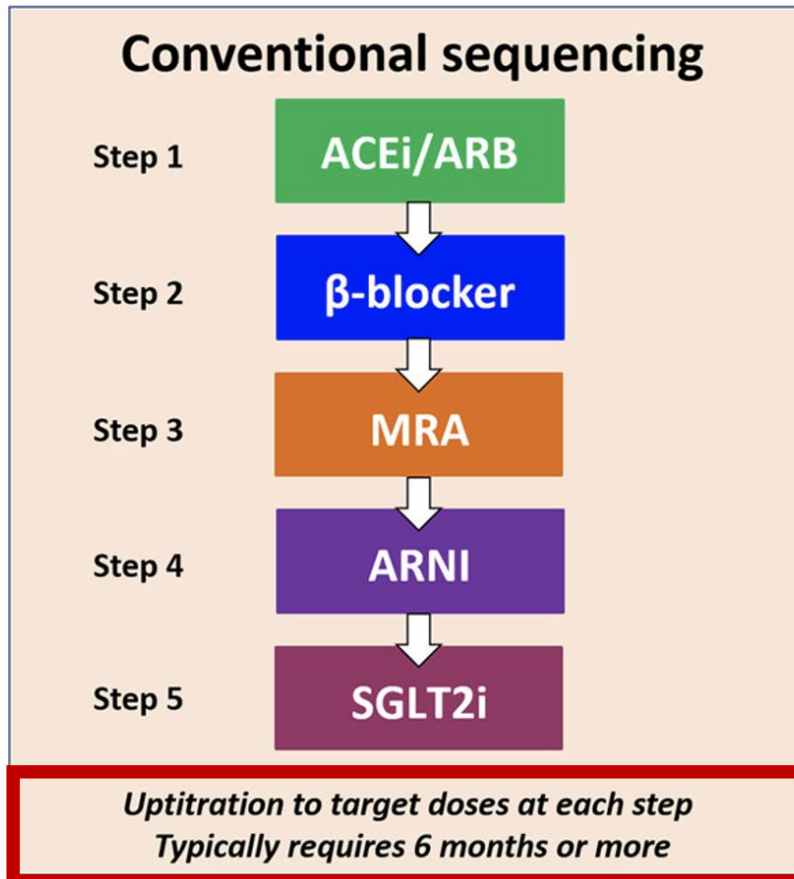 Conventional sequencing
Step 1 ACEi/ARB
Step 2 β-blocker
Step 3 MRA
Step 4 ARNI
Step 5 SGLT2i
Uptitration to target doses at each step
Typically requires 6 months or more